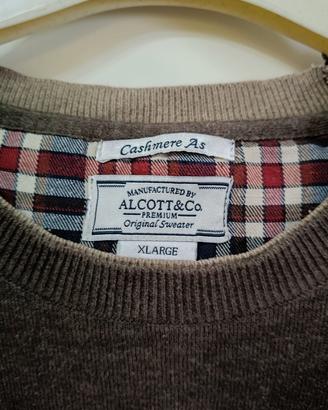 Cashmere As
MANUFACTURED BY
ALCOTT&Co.
PREMIUM
Original Sweater
XLARGE